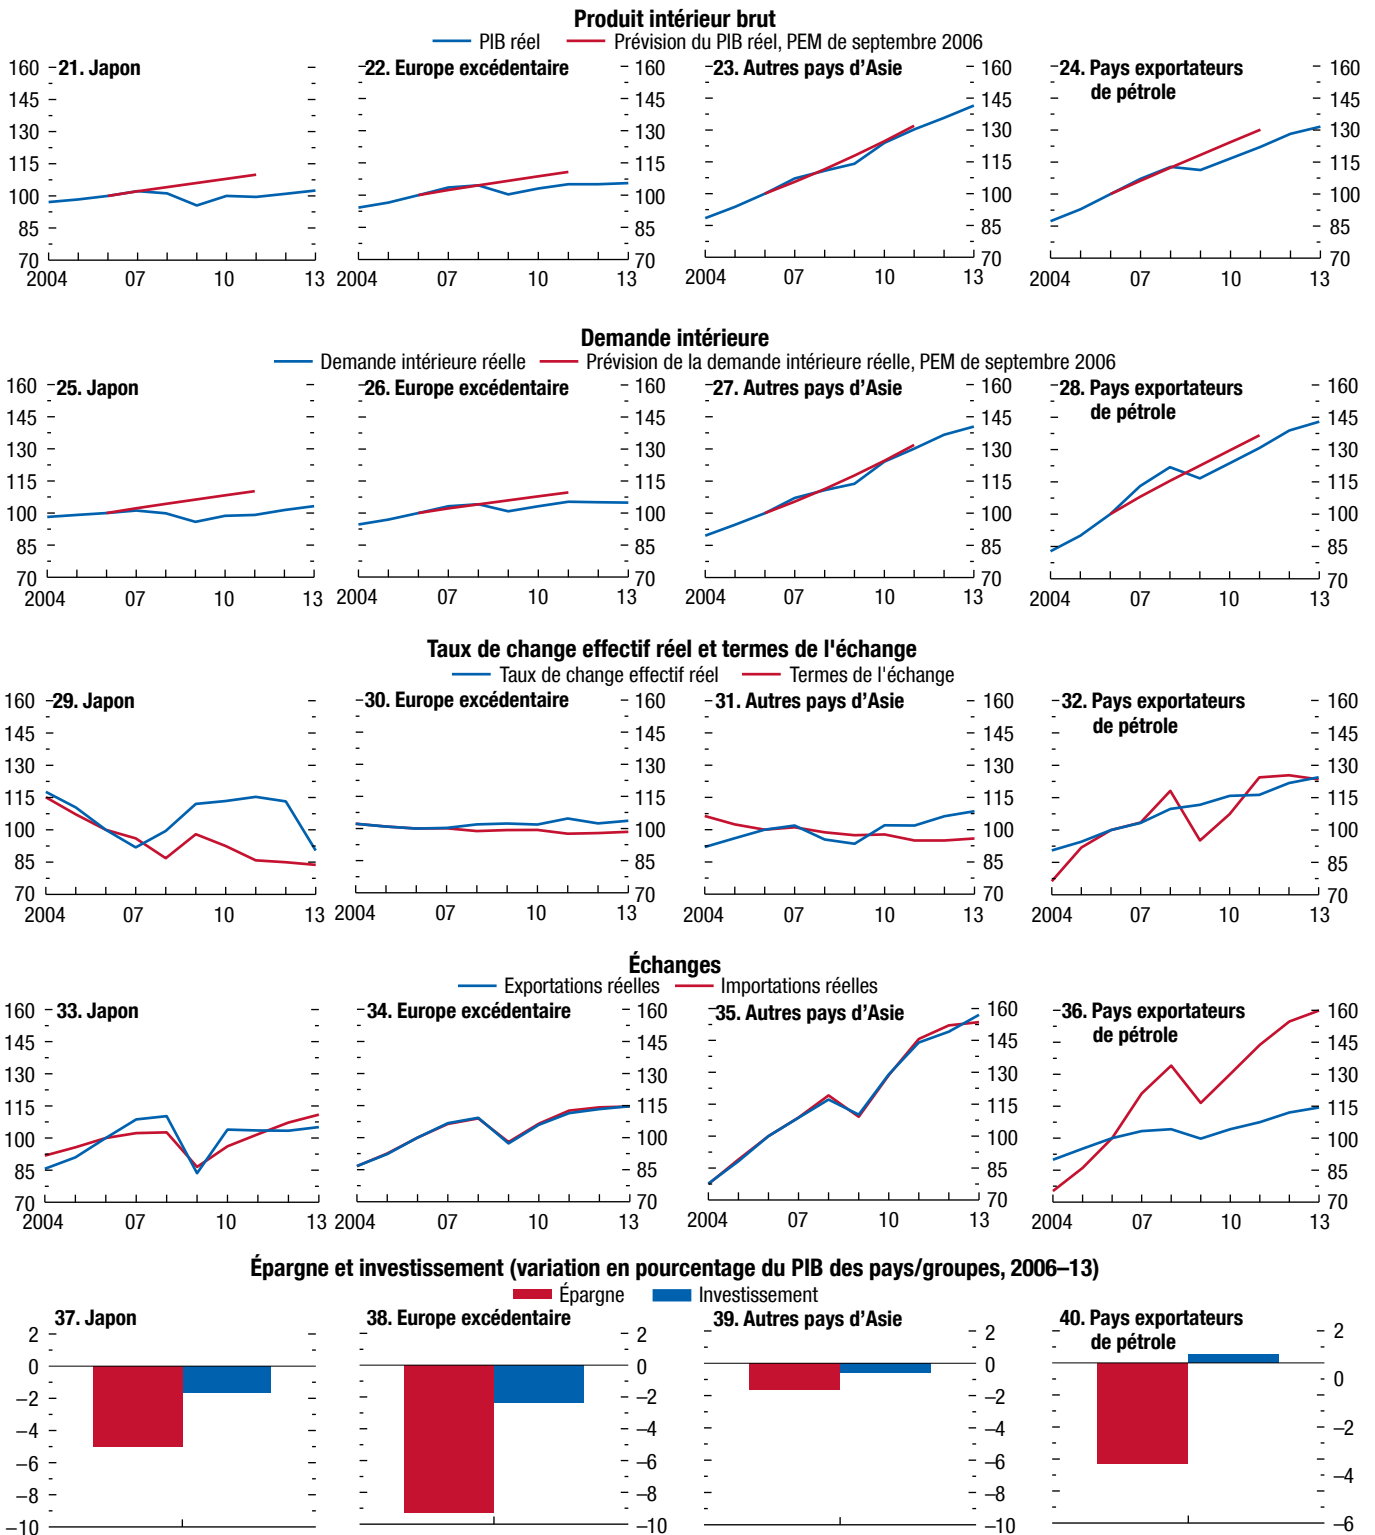 Produit intérieur brut
PIB réel Prévision du PIB réel, PEM de septembre 2006
21. Japon
22. Europe excédentaire
23. Autres pays d'Asie
24. Pays exportateurs
de pétrole
160 160 160 160
145 145 145 145
130 130 130 130
115 115 115 115
100 100 100 100
85 85 85 85
70 70 70 70
2004 07 10 13 2004 07 10 13 2004 07 10 13 2004 07 10 13
Demande intérieure
Demande intérieure réelle Prévision de la demande intérieure réelle, PEM de septembre 2006
25. Japon
26. Europe excédentaire
27. Autres pays d'Asie
28. Pays exportateurs
de pétrole
160 160 160 160
145 145 145 145
130 130 130 130
115 115 115 115
100 100 100 100
85 85 85 85
70 70 70 70
2004 07 10 13 2004 07 10 13 2004 07 10 13 2004 07 10 13
Taux de change effectif réel et termes de l'échange
Taux de change effectif réel Termes de l'échange
29. Japon
30. Europe excédentaire
31. Autres pays d'Asie
32. Pays exportateurs
de pétrole
160 160 160 160
145 145 145 145
130 130 130 130
115 115 115 115
100 100 100 100
85 85 85 85
70 70 70 70
2004 07 10 13 2004 07 10 13 2004 07 10 13 2004 07 10 13
Échanges
Exportations réelles Importations réelles
33. Japon
34. Europe excédentaire
35. Autres pays d'Asie
36. Pays exportateurs
de pétrole
160 160 160 160
145 145 145 145
130 130 130 130
115 115 115 115
100 100 100 100
85 85 85 85
70 70 70 70
2004 07 10 13 2004 07 10 13 2004 07 10 13 2004 07 10 13
Épargne et investissement (variation en pourcentage du PIB des pays/groupes, 2006–13)
Épargne Investissement
37. Japon
38. Europe excédentaire
39. Autres pays d'Asie
40. Pays exportateurs
de pétrole
2 2 2 2
0 0 0 0
–2 –2 –2 –2
–4 –4 –4 –4
–6 –6 –6 –6
–8 –8 –8
–10 –10 –10